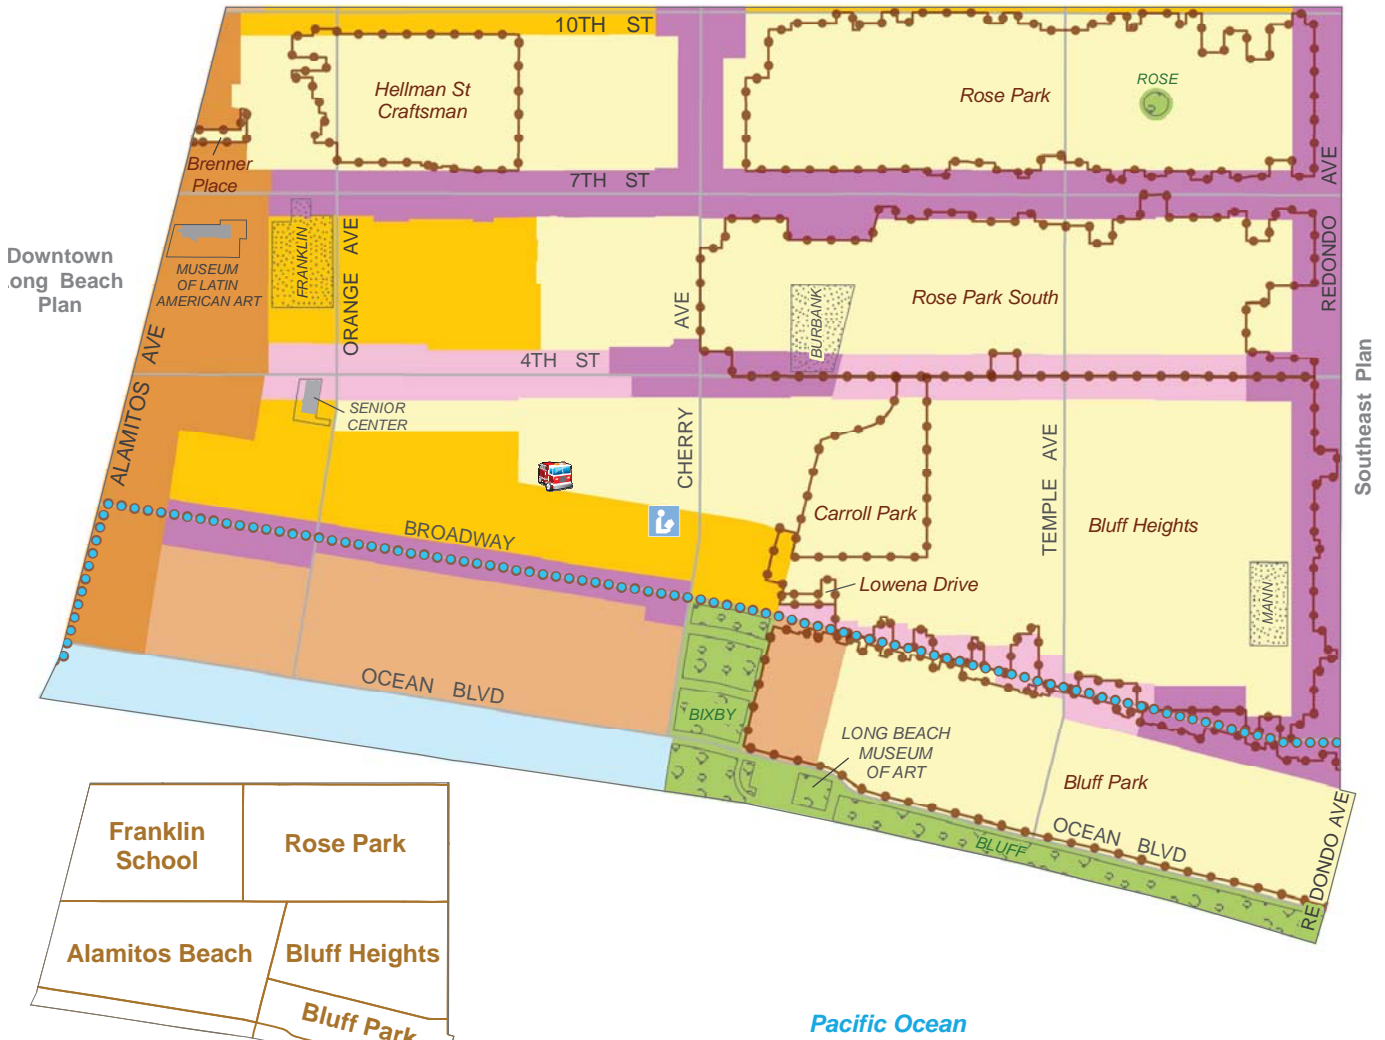 10TH ST
Hellman St
Craftsman
Rose Park
ROSE
Brenner
Place
7TH ST
AVE
REDONDO
Downtown
ong Beach
Plan
MUSEUM
OF LATIN
AMERICAN ART
FRANKLIN
ORANGE AVE
AVE
CHERRY
BURBANK
Rose Park South
4TH ST
ALAMITOS AVE
SENIOR
CENTER
Southeast Plan
TEMPLE AVE
Carroll Park
Bluff Heights
BROADWAY
Lowena Drive
MANN
OCEAN BLVD
BIXBY
LONG BEACH
MUSEUM
OF ART
Bluff Park
OCEAN BLVD
BLUFF
REDONDO AVE
Franklin
School
Rose Park
Alamitos Beach
Bluff Heights
Bluff Park
Pacific Ocean